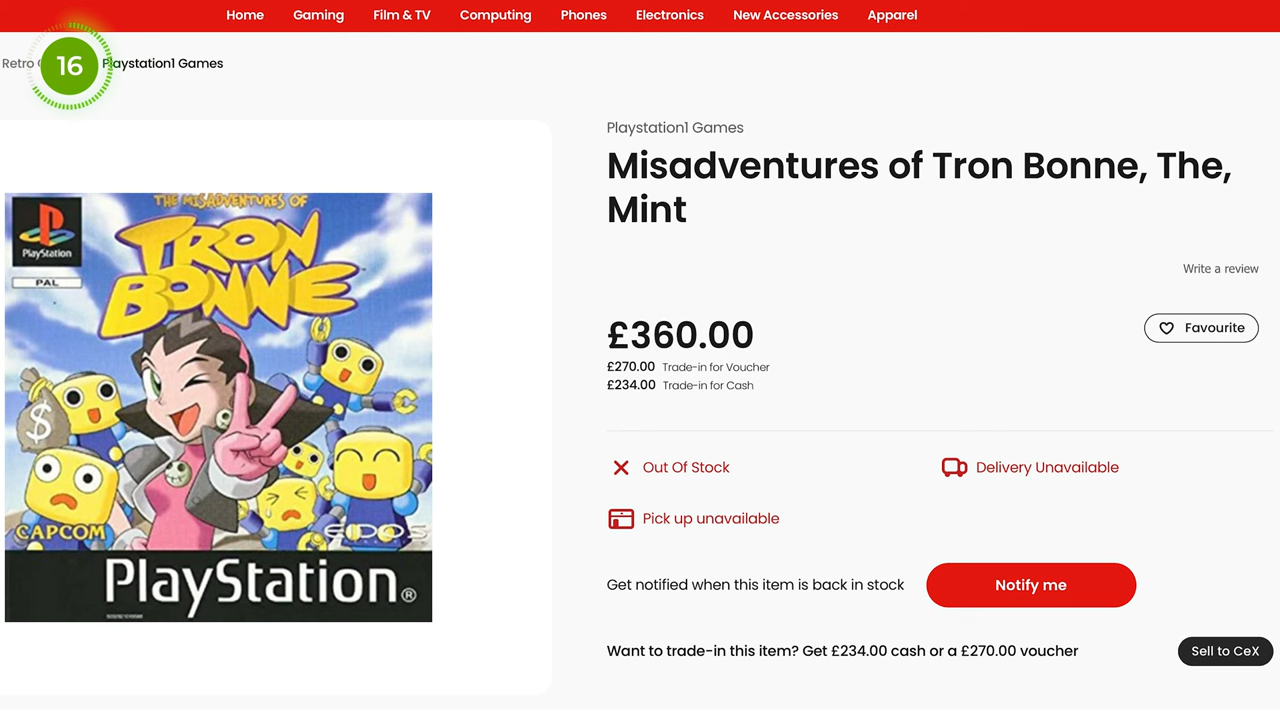 Home Gaming Film & TV Computing Phones Electronics New Accessories Apparel
Retro
16
Playstation1 Games
Playstation1 Games
Misadventures of Tron Bonne, The,
Mint
Write a review
£360.00
Favourite
£270.00 Trade-in for Voucher
£234.00 Trade-in for Cash
Out Of Stock
Delivery Unavailable
Pick up unavailable
Get notified when this item is back in stock
Notify me
Want to trade-in this item? Get £234.00 cash or a £270.00 voucher
Sell to CeX
THE MISADVENTURES OF
TRON
BONNE
PlayStation
PAL
$
CAPCOM
EIDOS
PlayStation®